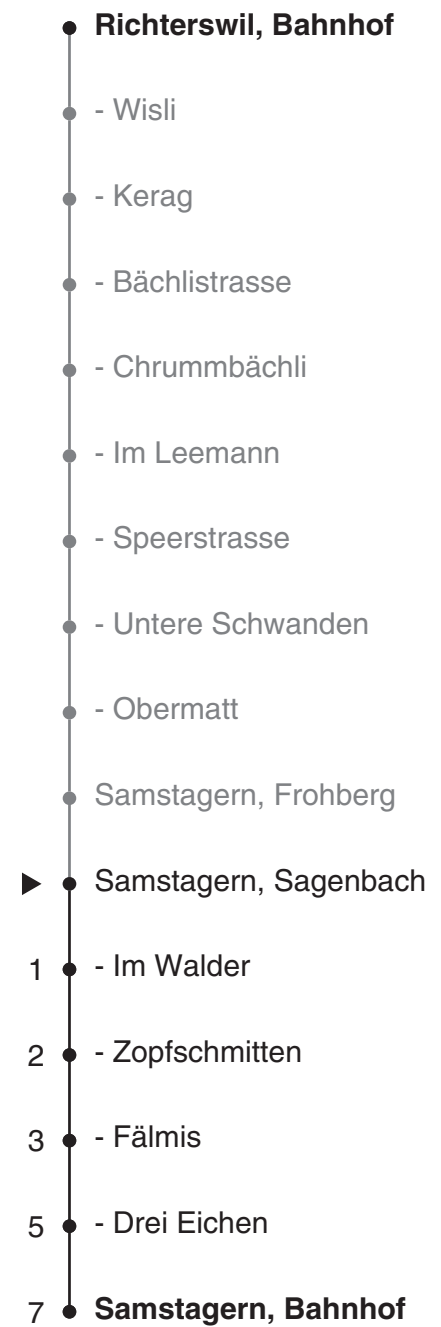 Richterswil, Bahnhof
- Wisli
- Kerag
- Bächlistrasse
- Chrummbächli
- Im Leemann
- Speerstrasse
- Untere Schwanden
- Obermatt
Samstagern, Frohberg
Samstagern, Sagenbach
1 - Im Walder
2 - Zopfschmitten
3 - Fälmis
5 - Drei Eichen
7 Samstagern, Bahnhof